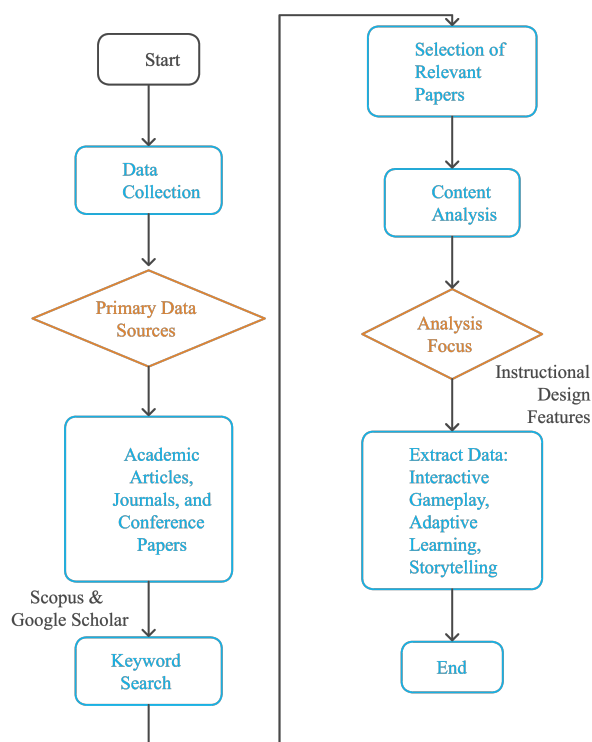 Start
Data
Collection
Primary Data
Sources
Academic
Articles,
Journals, and
Conference
Papers
Scopus &
Google Scholar
Keyword
Search
Selection of
Relevant
Papers
Content
Analysis
Analysis
Focus
Instructional
Design
Features
Extract Data:
Interactive
Gameplay,
Adaptive
Learning,
Storytelling
End